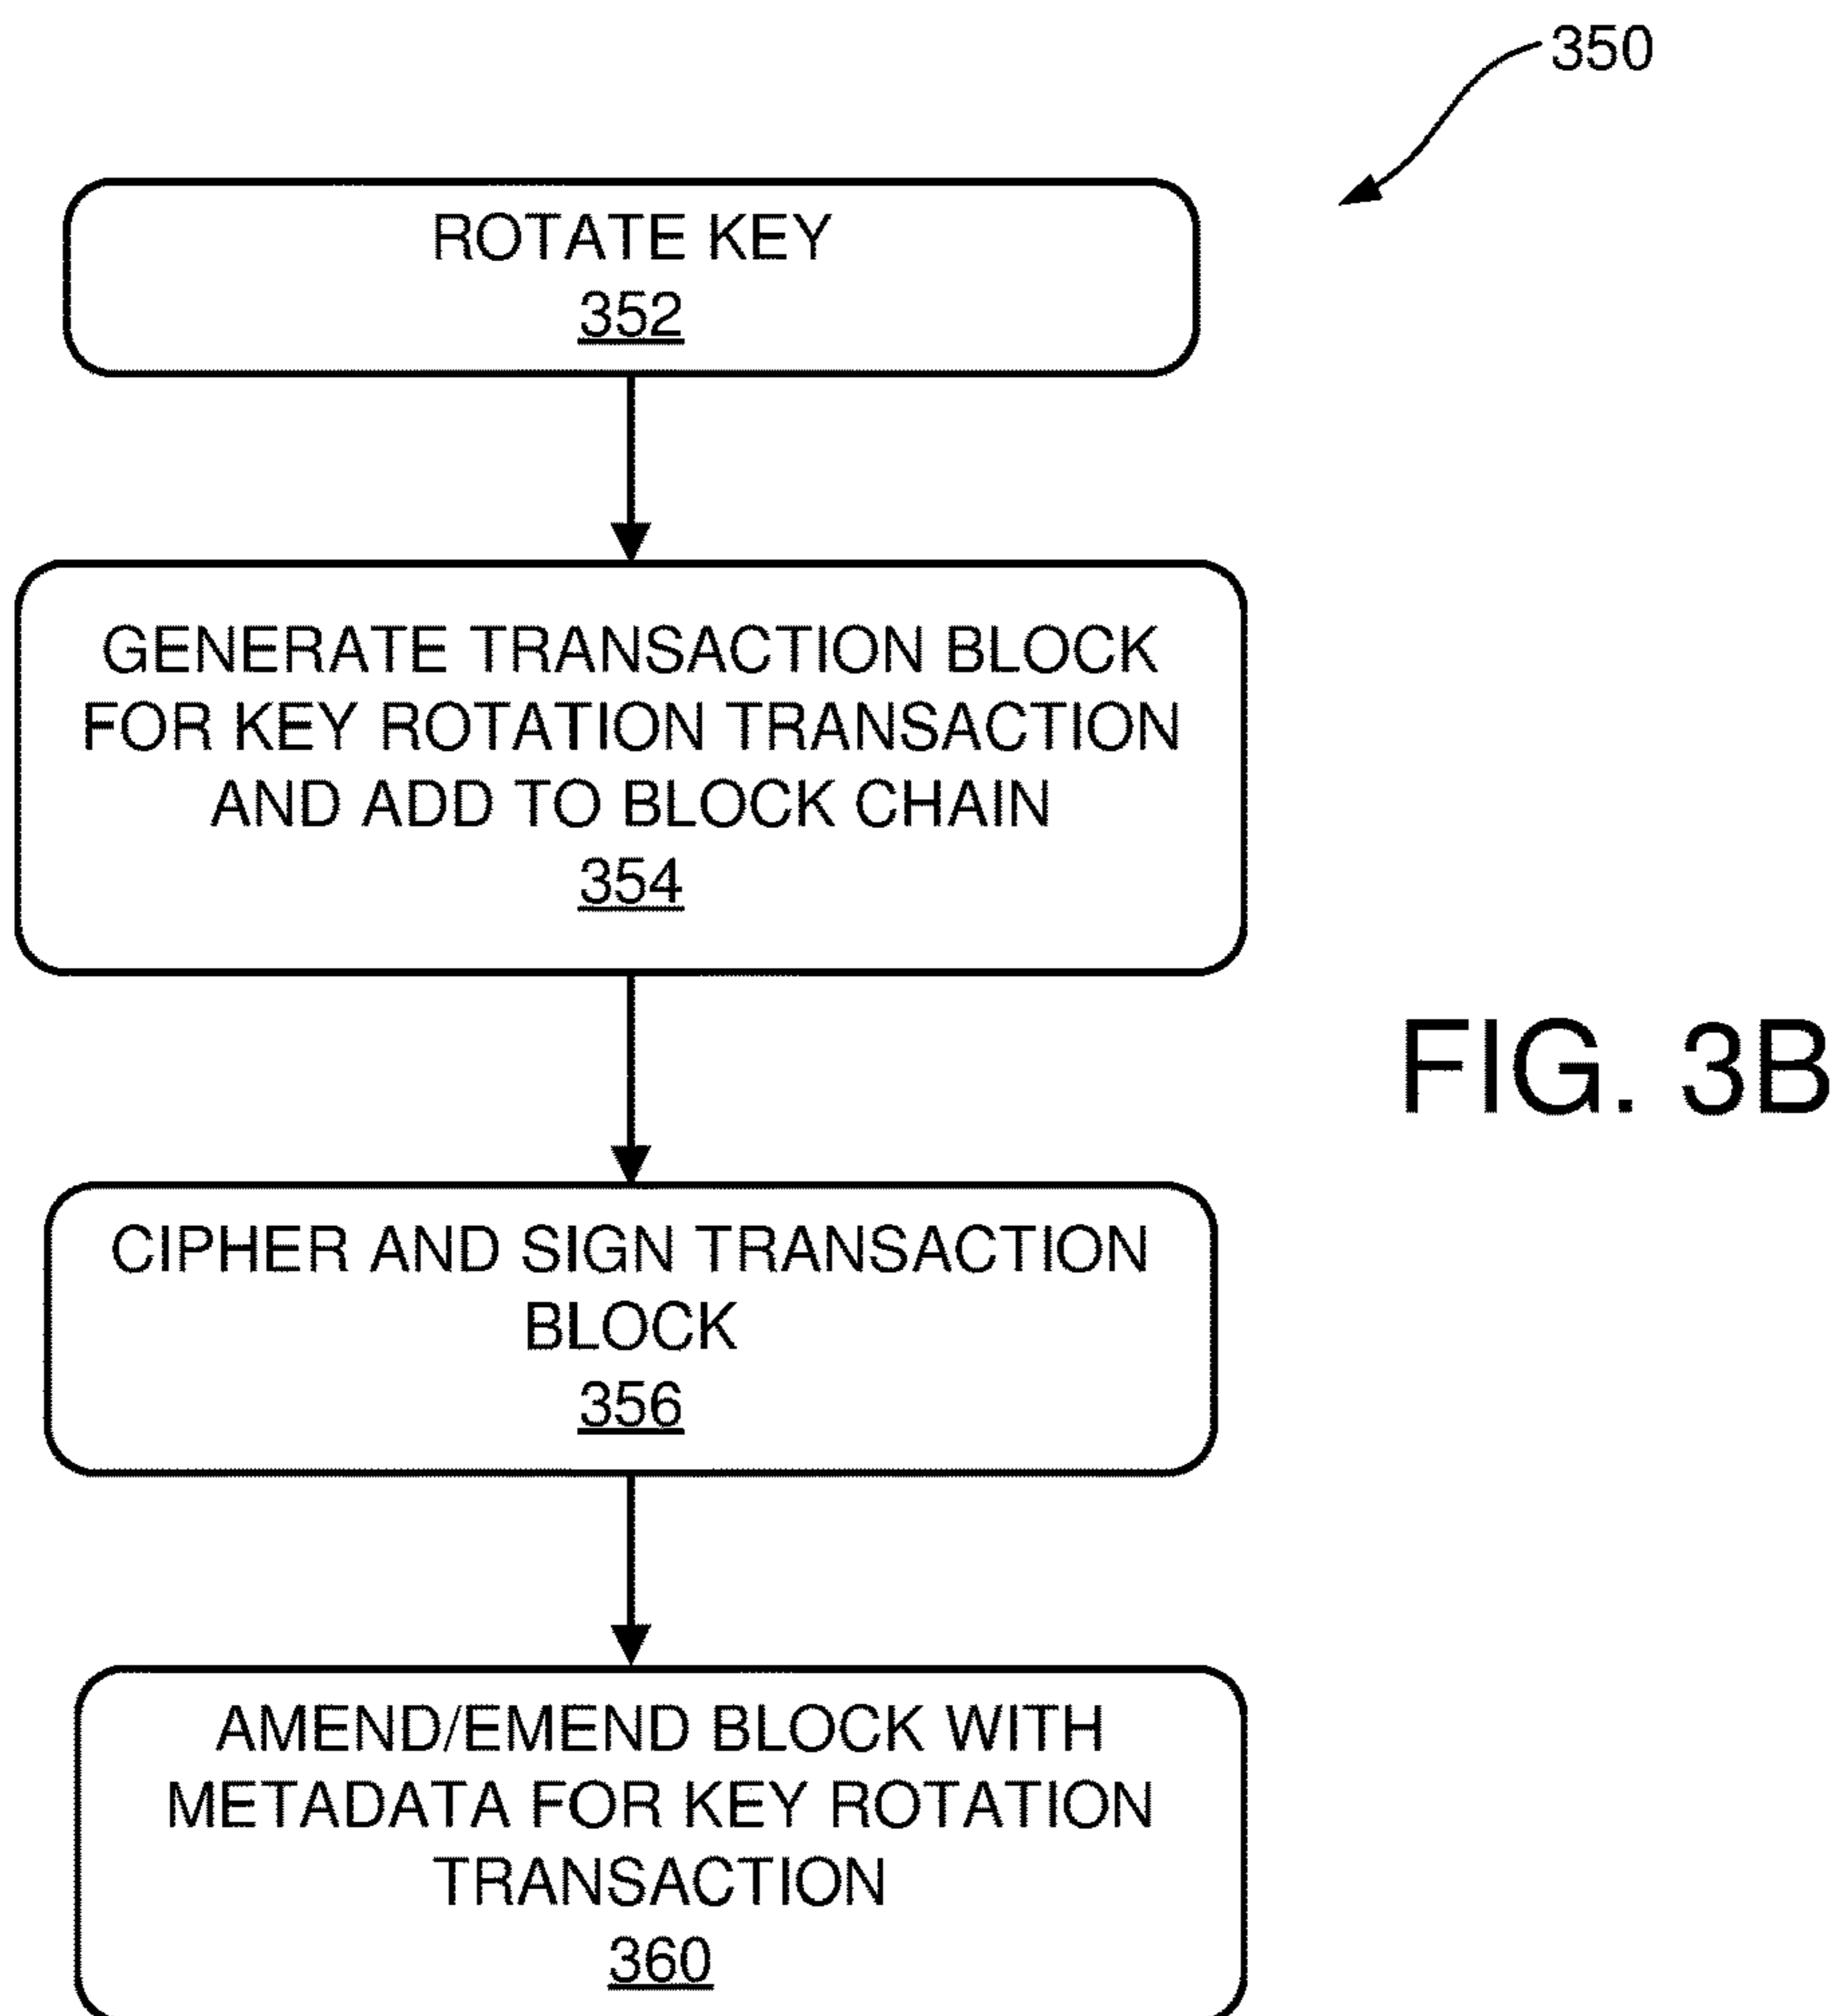 350
ROTATE KEY
352
GENERATE TRANSACTION BLOCK
FOR KEY ROTATION TRANSACTION
AND ADD TO BLOCK CHAIN
354
FIG. 3B
CIPHER AND SIGN TRANSACTION
BLOCK
356
AMEND/EMEND BLOCK WITH
METADATA FOR KEY ROTATION
TRANSACTION
360